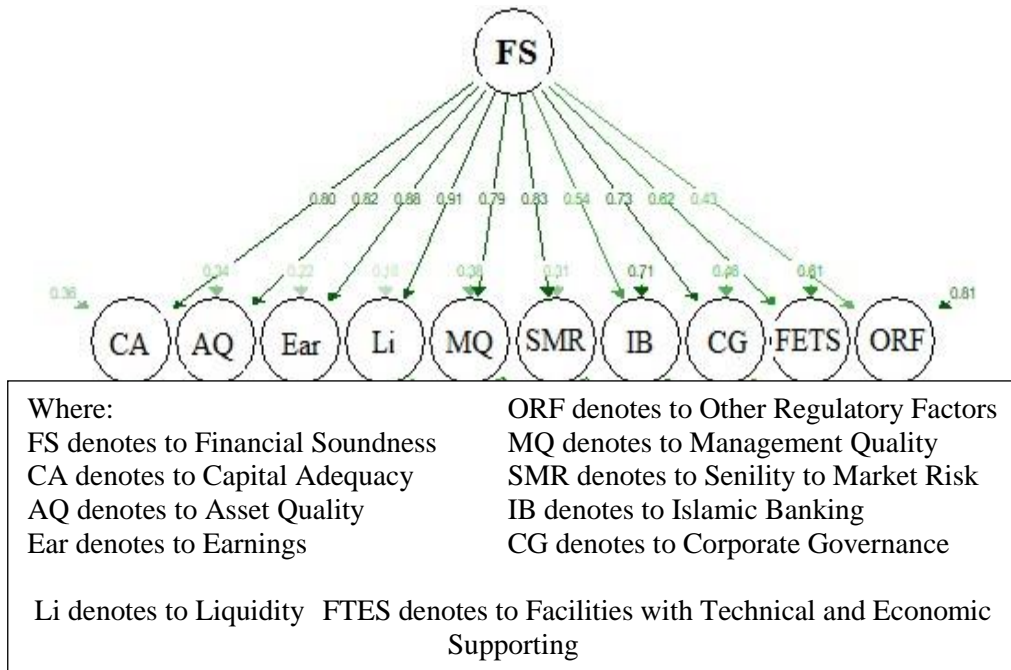 FS
0.80 0.82 0.88 0.91 0.79 0.83 0.54 0.73 0.62 0.43
0.36 0.34 0.22 0.38 0.31 0.71 0.46 0.61 0.81
CA AQ Ear Li MQ SMR IB CG FETS ORF
Where:
FS denotes to Financial Soundness
CA denotes to Capital Adequacy
AQ denotes to Asset Quality
Ear denotes to Earnings
ORF denotes to Other Regulatory Factors
MQ denotes to Management Quality
SMR denotes to Senility to Market Risk
IB denotes to Islamic Banking
CG denotes to Corporate Governance
Li denotes to Liquidity FTES denotes to Facilities with Technical and Economic
Supporting